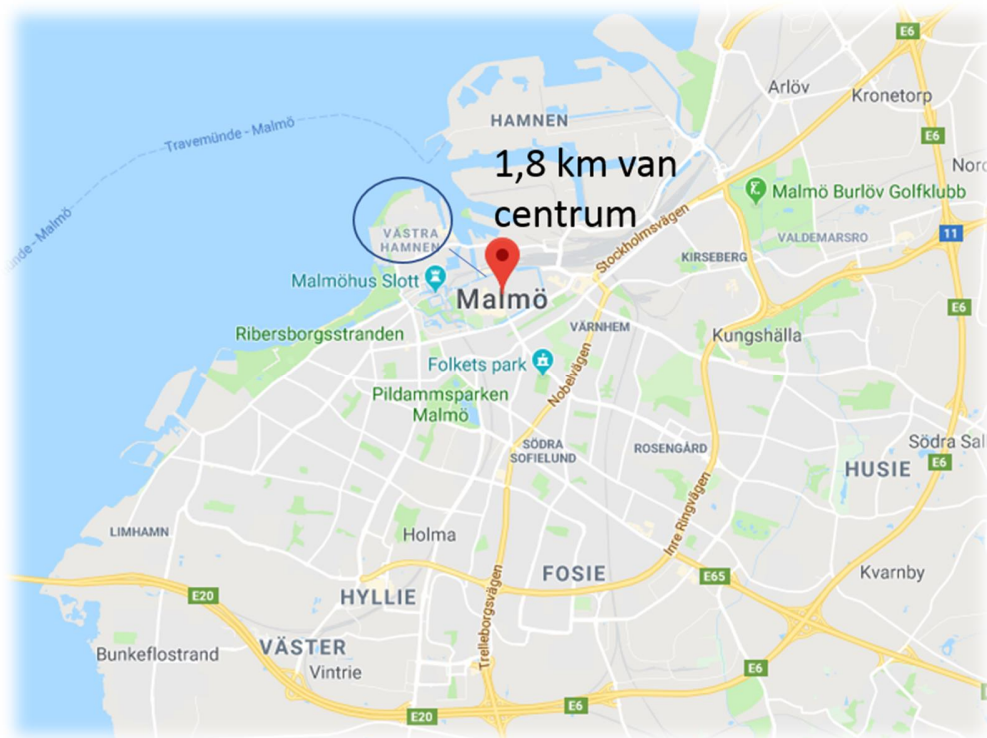 E6
Arlöv
Kronetorp
HAMNEN
Travemünde - Malmö
E6
1,8 km van
centrum
Nord
Malmö Burlöv Golfklubb
VÄSTRA
HAMNEN
Stockholmsvägen
VALDEMARSRO
11
ünde - Malmö
KIRSEBERG
Malmöhus Slott
Malmö
E6
VÄRNHEM
Ribersborgsstranden
Kungshälla
Folkets park
Nobelvägen
Pildammsparken
Malmö
SÖDRA
SOFIELUND
ROSENGÅRD
Södra Sal
HUSIE
E6
LIMHAMN
Holma
Inre Ringvägen
FOSIE
E65
Kvarnby
E20
HYLLIE
Trelleborgsvägen
VÄSTER
Bunkeflostrand
Vintrie
E6
E6
E20